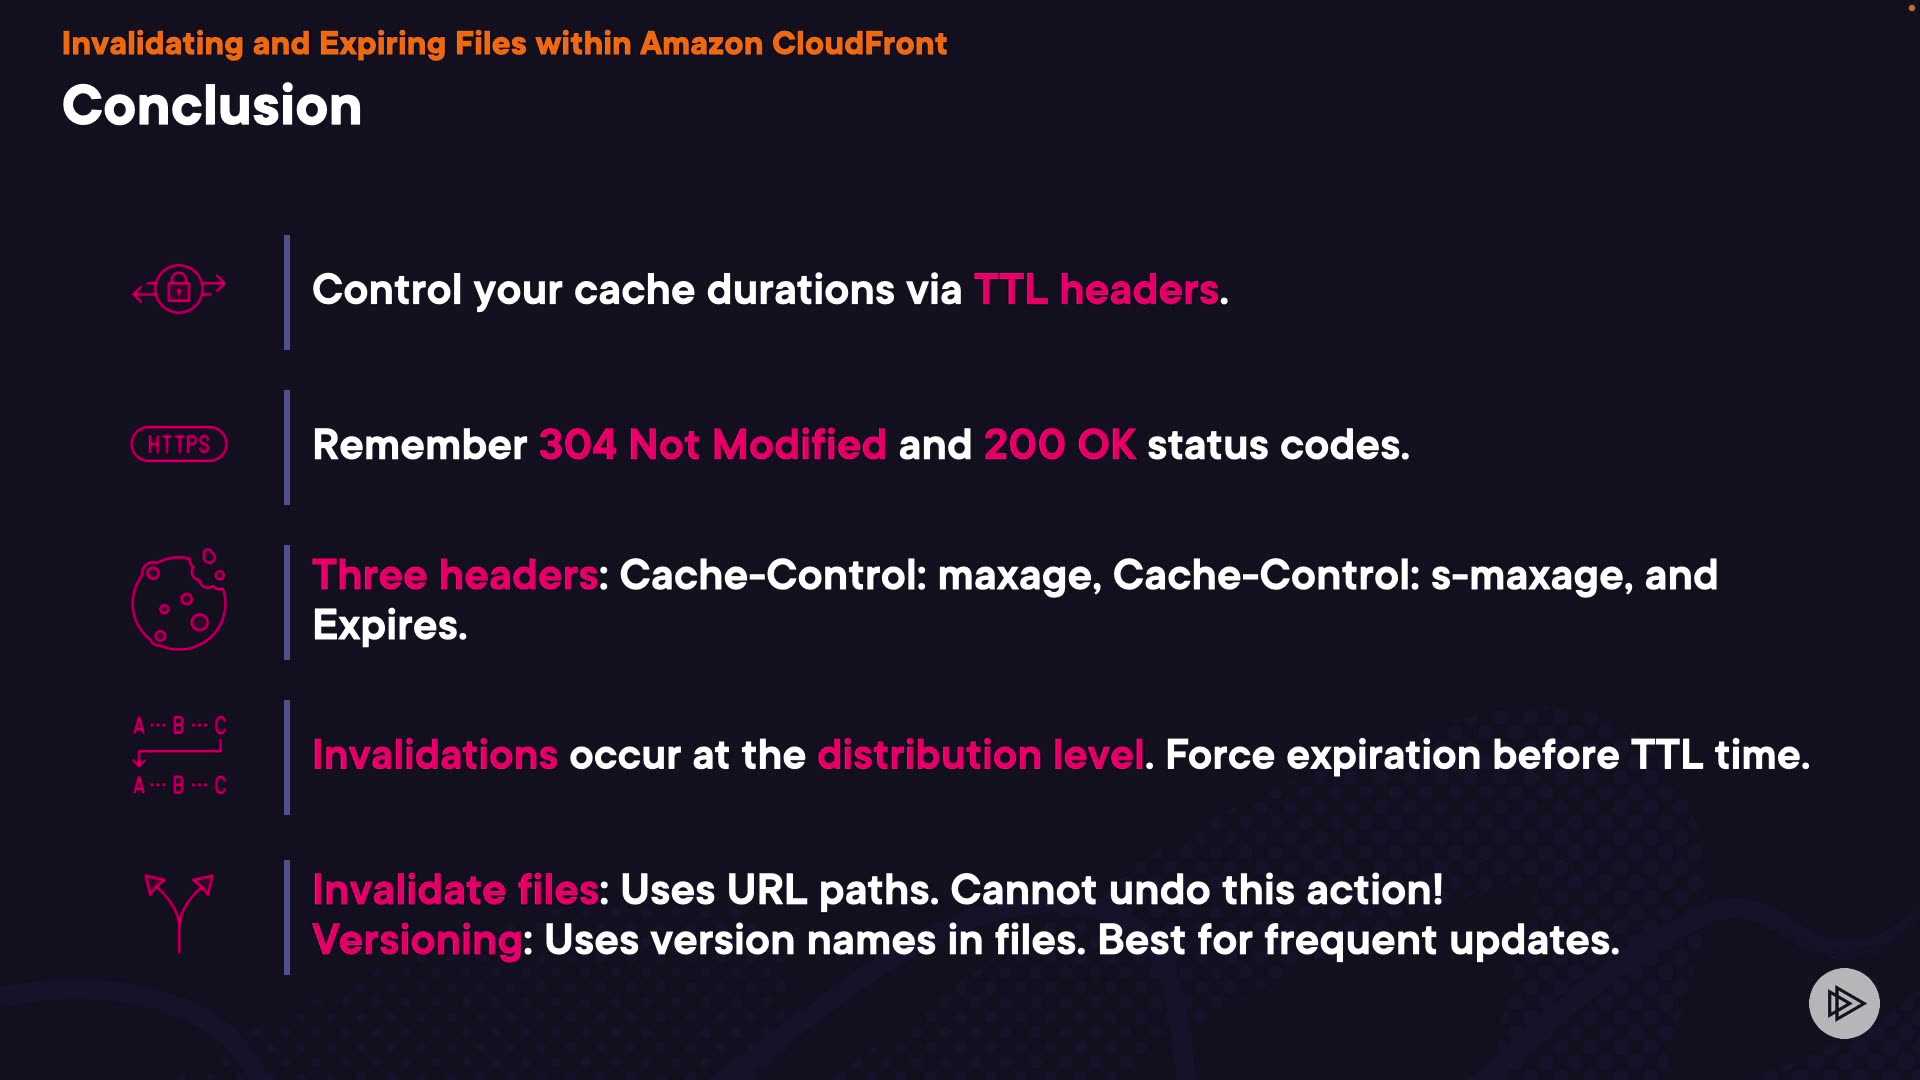 Invalidating and Expiring Files within Amazon CloudFront
Conclusion
Control your cache durations via TTL headers.
HTTPS
Remember 304 Not Modified and 200 OK status codes.
Three headers: Cache-Control: maxage, Cache-Control: s-maxage, and
Expires.
A ··· B ··· C
A ··· B ··· C
Invalidations occur at the distribution level. Force expiration before TTL time.
Invalidate files: Uses URL paths. Cannot undo this action!
Versioning: Uses version names in files. Best for frequent updates.